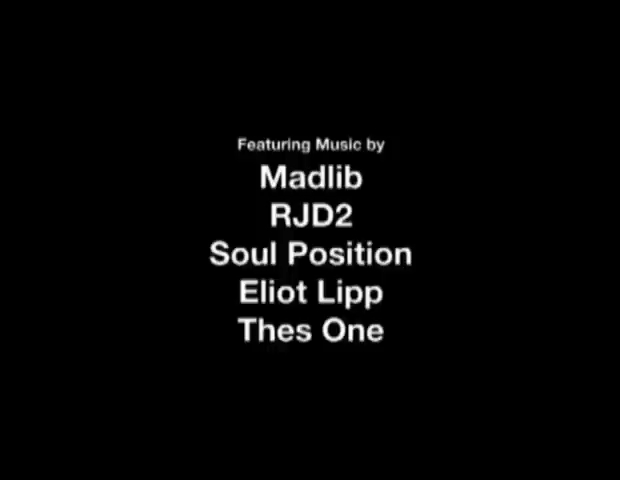 Featuring Music by
Madlib
RJD2
Soul Position
Eliot Lipp
Thes One